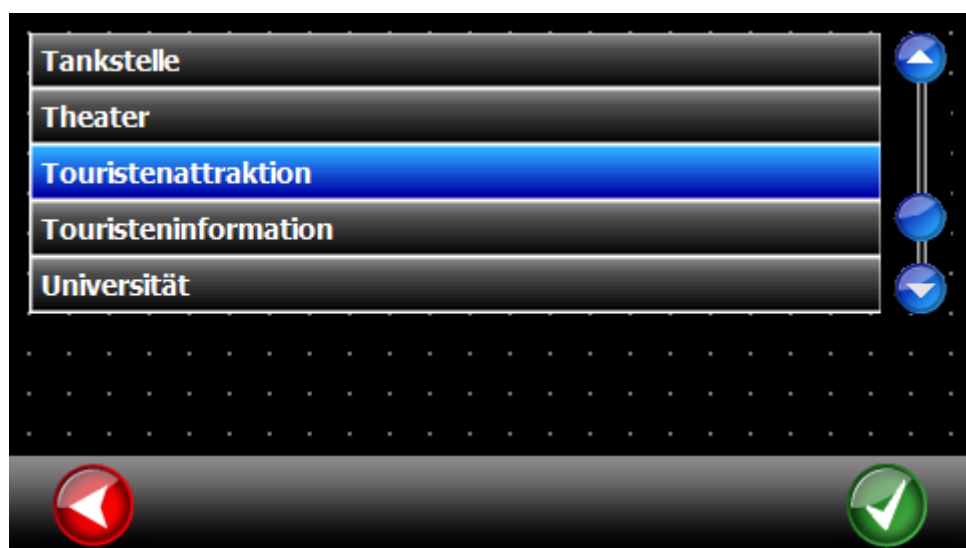 Tankstelle
Theater
Touristenattraktion
Touristeninformation
Universität